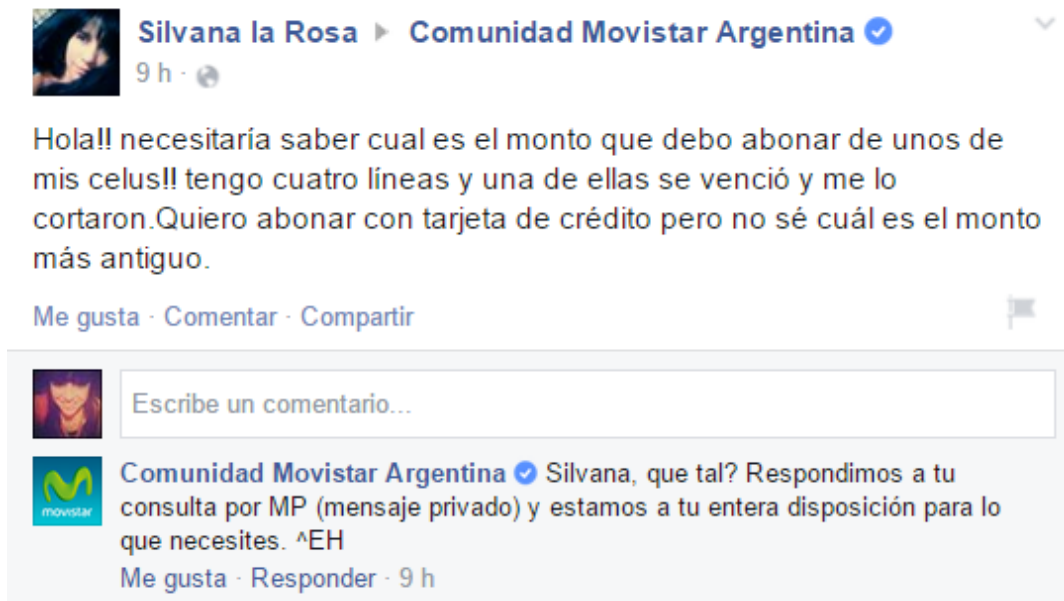 Silvana la Rosa ▶ Comunidad Movistar Argentina
9 h ·
Hola!! necesitaría saber cual es el monto que debo abonar de unos de
mis celus!! tengo cuatro líneas y una de ellas se venció y me lo
cortaron.Quiero abonar con tarjeta de crédito pero no sé cuál es el monto
más antiguo.
Me gusta · Comentar · Compartir
Escribe un comentario...
Comunidad Movistar Argentina Silvana, que tal? Respondimos a tu
consulta por MP (mensaje privado) y estamos a tu entera disposición para lo
que necesites. ^EH
movistar
Me gusta · Responder · 9 h